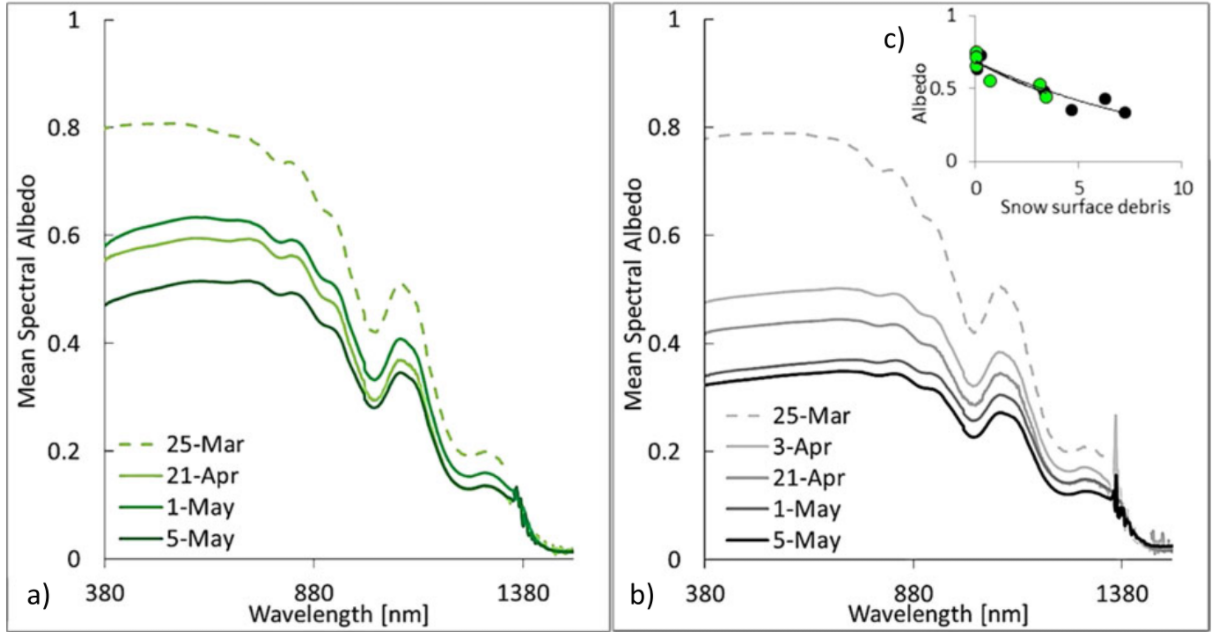 1
0.8
0.6
0.4
0.2
0
Mean Spectral Albedo
25-Mar
21-Apr
1-May
5-May
380
880
1380
Wavelength [nm]
a)
1
0.8
0.6
0.4
0.2
0
Mean Spectral Albedo
25-Mar
3-Apr
21-Apr
1-May
5-May
380
880
1380
Wavelength [nm]
b)
c)
1
0.5
0
Albedo
0
5
10
Snow surface debris